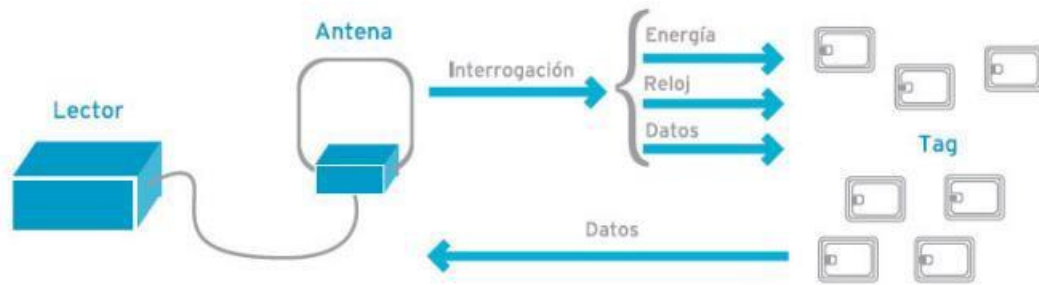 Antena
Energía
Interrogación
Reloj
Lector
Datos
Tag
Datos